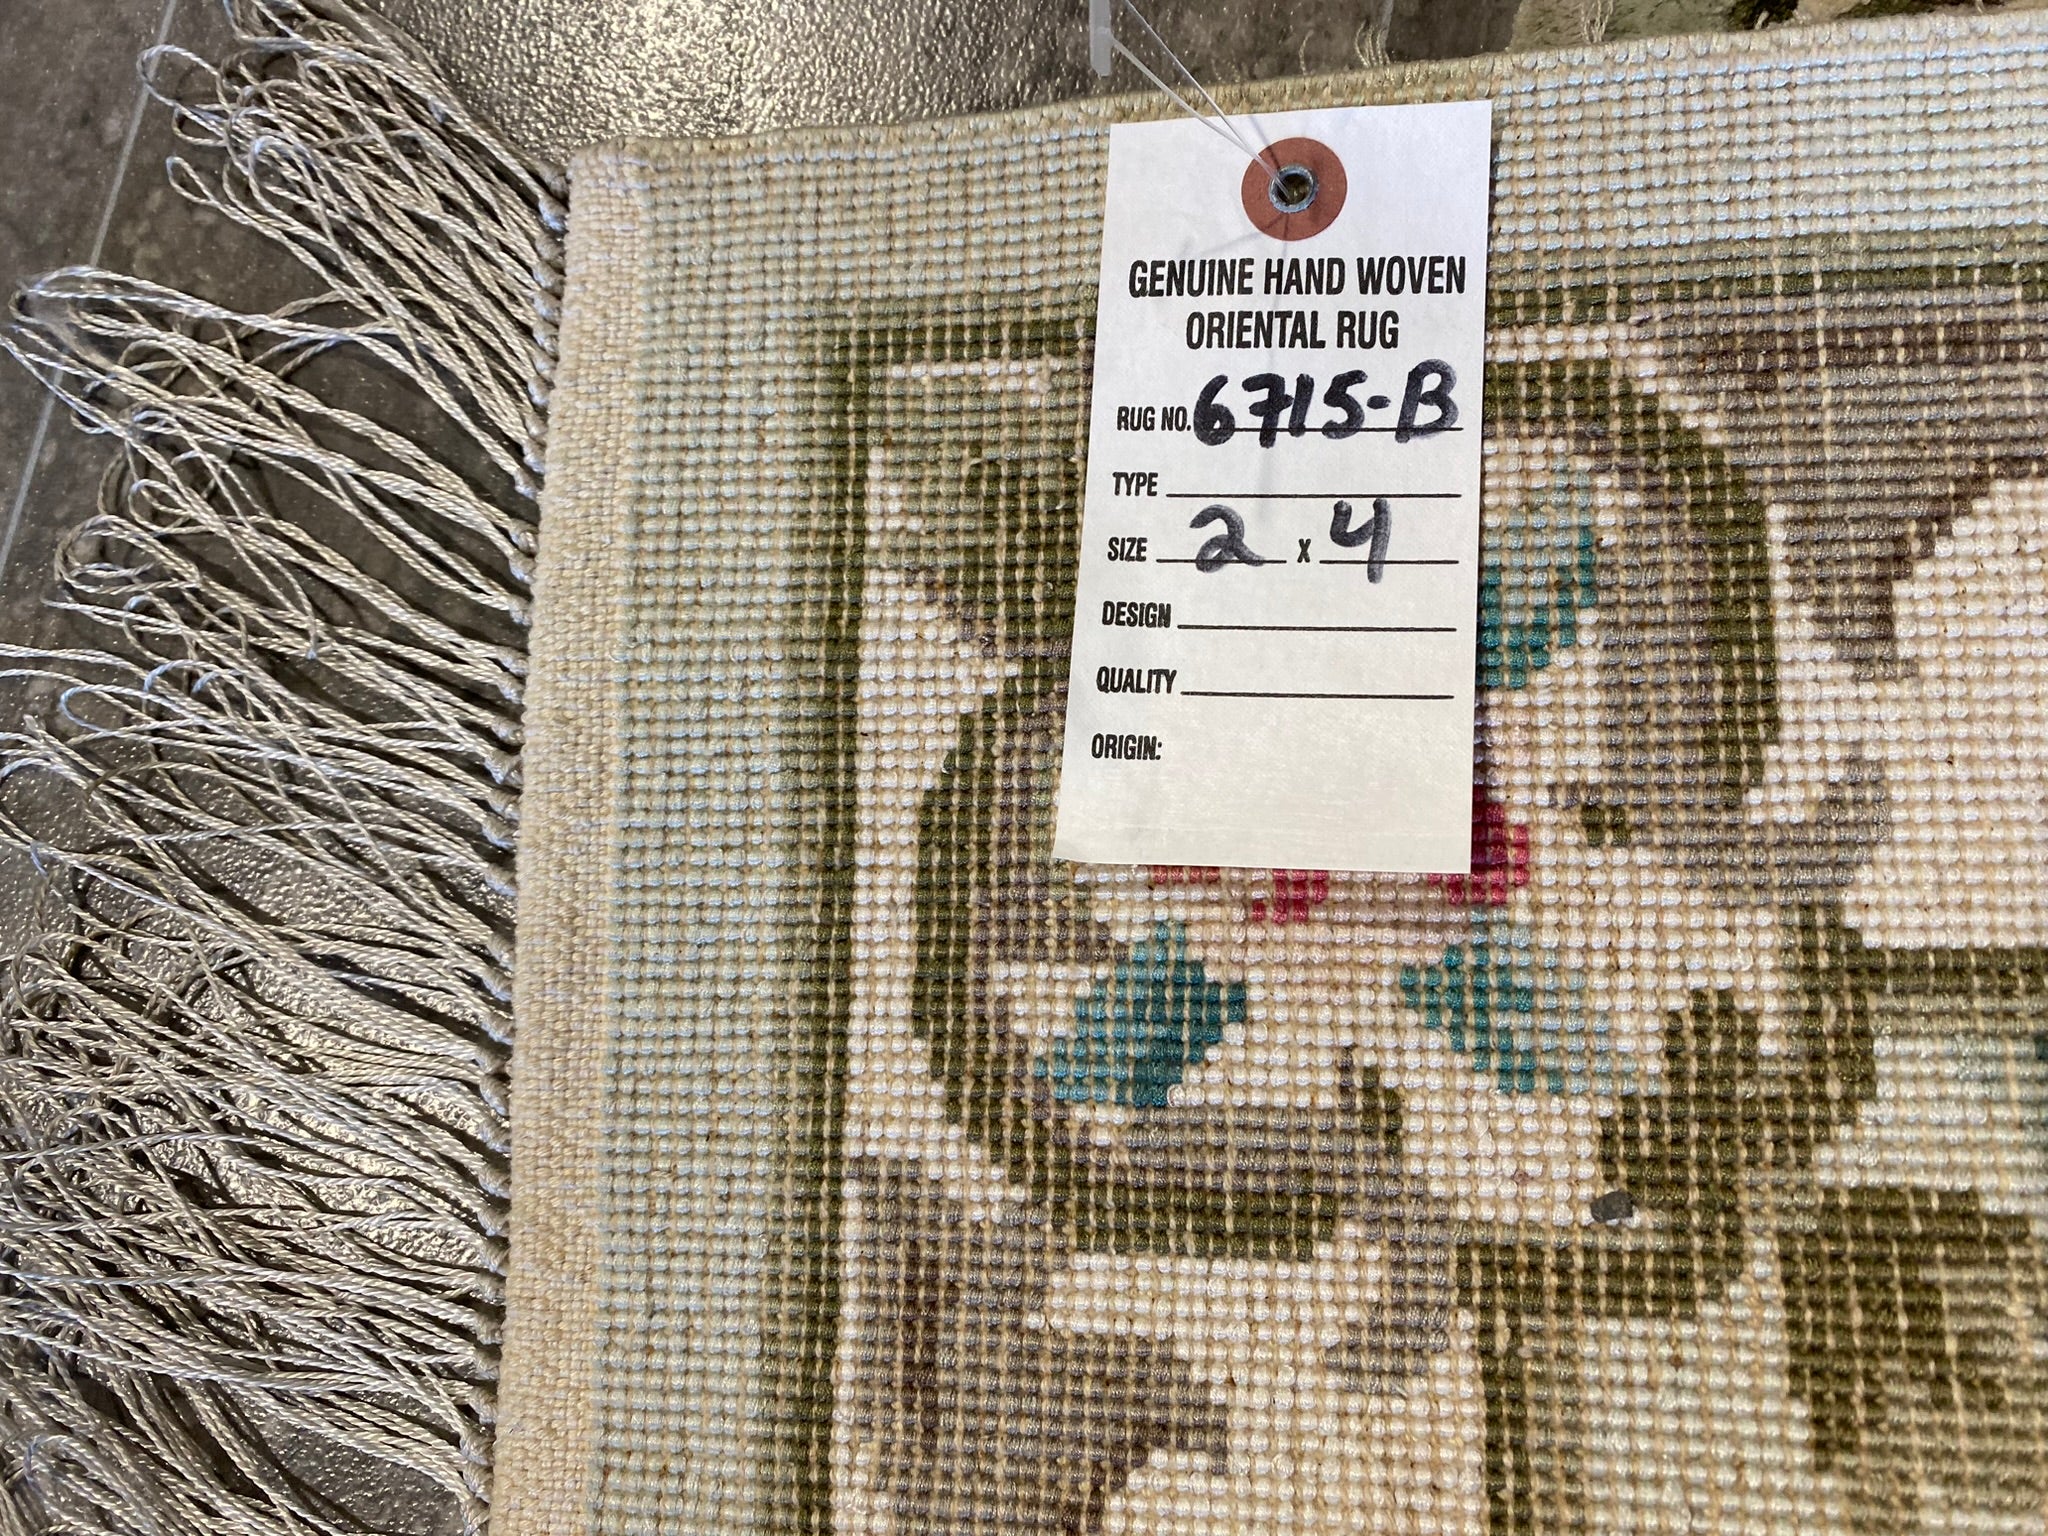 GENUINE HAND WOVEN
ORIENTAL RUG
RUG NO. 6715-B
TYPE
SIZE 2 X 4
DESIGN
QUALITY
ORIGIN: